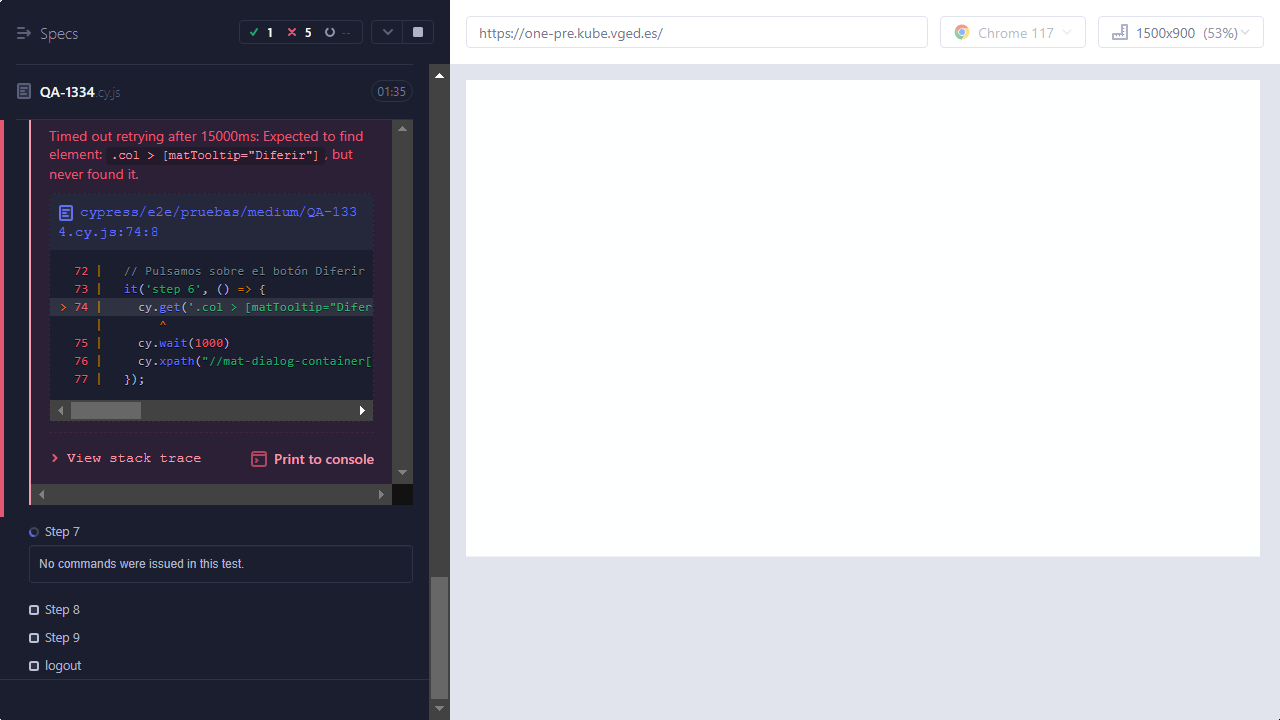 Specs
1 5 --
https://one-pre.kube.vged.es/
Chrome 117
1500x900 (53%)
QA-1334.cy.js
01:35
Timed out retrying after 15000ms: Expected to find
element: .col > [matTooltip="Diferir"], but
never found it.
cypress/e2e/pruebas/medium/QA-133
4.cy.js:74:8
72 | // Pulsamos sobre el botón Diferir
73 | it('step 6', () => {
> 74 | cy.get('.col > [matTooltip="Difer
| ^
75 | cy.wait(1000)
76 | cy.xpath("//mat-dialog-container[
77 | });
> View stack trace
Print to console
Step 7
No commands were issued in this test.
Step 8
Step 9
logout